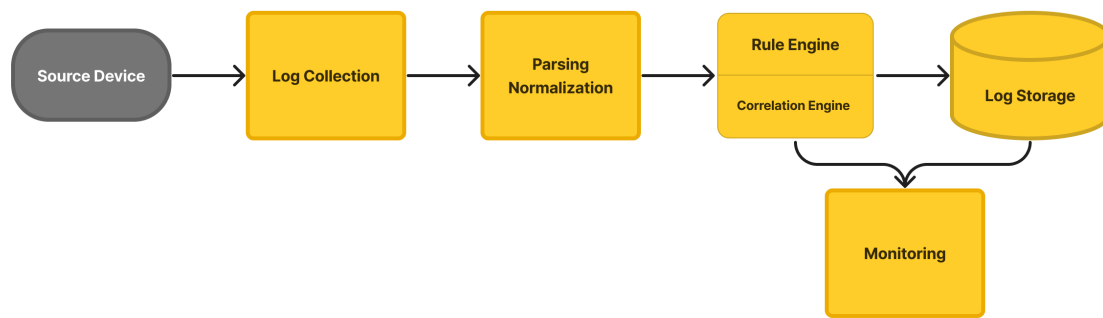 Source Device
Log Collection
Parsing
Normalization
Rule Engine
Correlation Engine
Log Storage
Monitoring